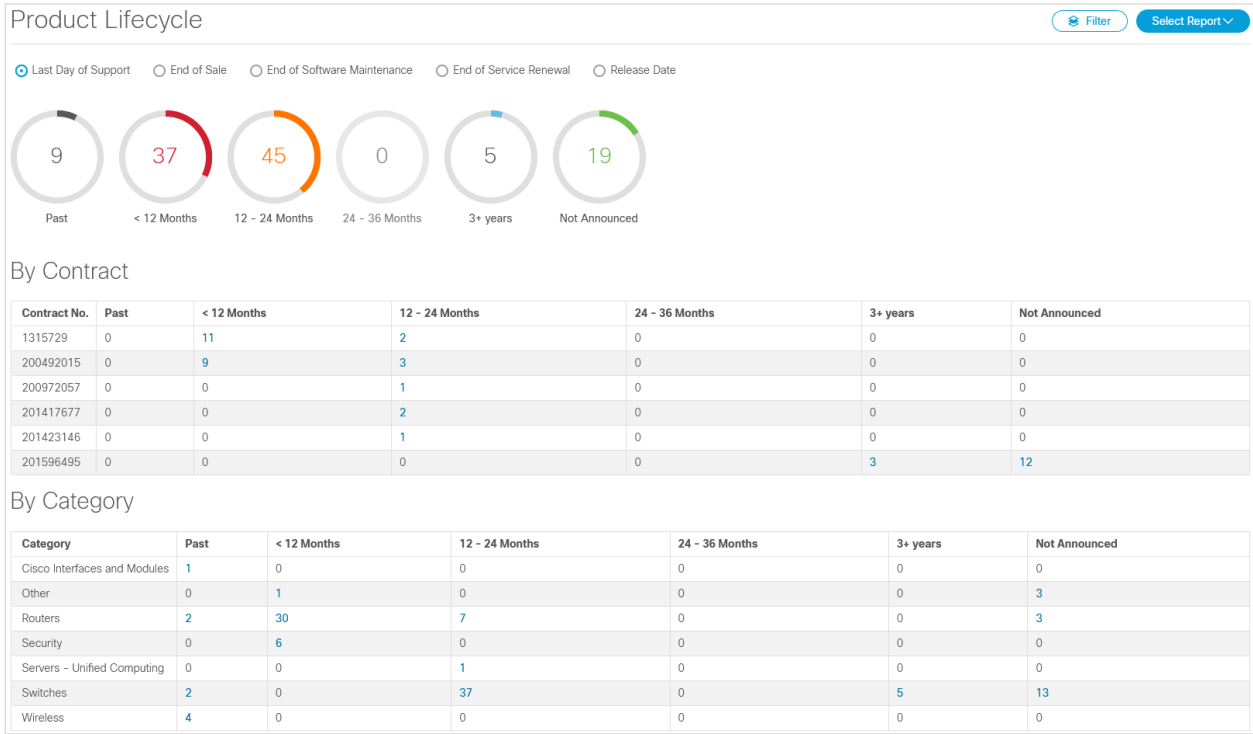 Product Lifecycle
Filter
Select Report
Last Day of Support End of Sale End of Software Maintenance End of Service Renewal Release Date
9 37 45 0 5 19
Past < 12 Months 12 - 24 Months 24 - 36 Months 3+ years Not Announced
By Contract
Contract No. Past < 12 Months 12 - 24 Months 24 - 36 Months 3+ years Not Announced
1315729 0 11 2 0 0 0
200492015 0 9 3 0 0 0
200972057 0 0 1 0 0 0
201417677 0 0 2 0 0 0
201423146 0 0 1 0 0 0
201596495 0 0 0 0 3 12
By Category
Category Past < 12 Months 12 - 24 Months 24 - 36 Months 3+ years Not Announced
Cisco Interfaces and Modules 1 0 0 0 0 0
Other 0 1 0 0 0 3
Routers 2 30 7 0 0 3
Security 0 6 0 0 0 0
Servers - Unified Computing 0 0 1 0 0 0
Switches 2 0 37 0 5 13
Wireless 4 0 0 0 0 0